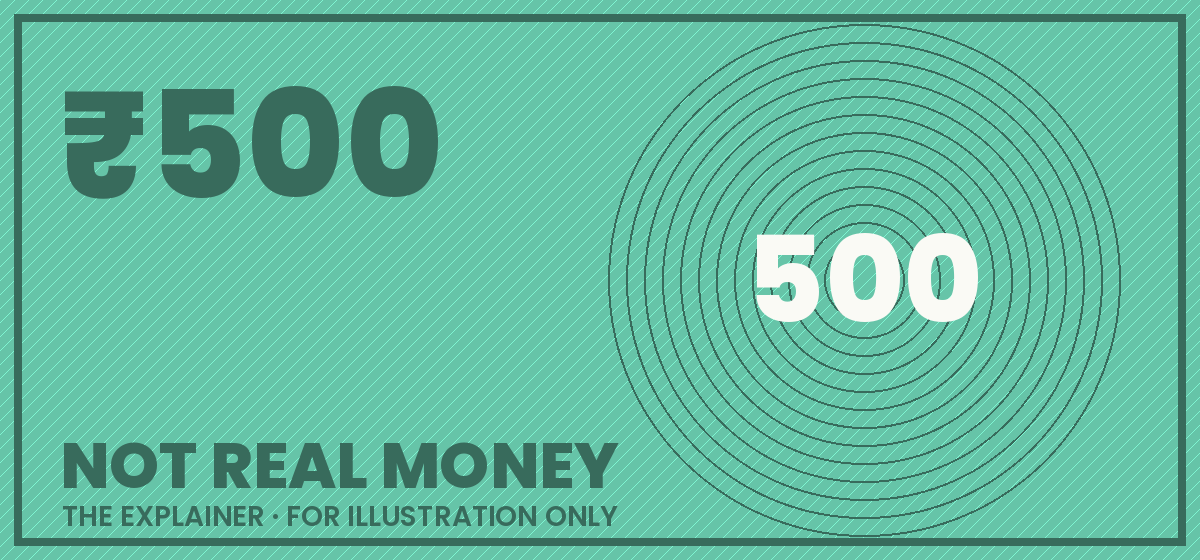 ₹500
500
NOT REAL MONEY
THE EXPLAINER · FOR ILLUSTRATION ONLY